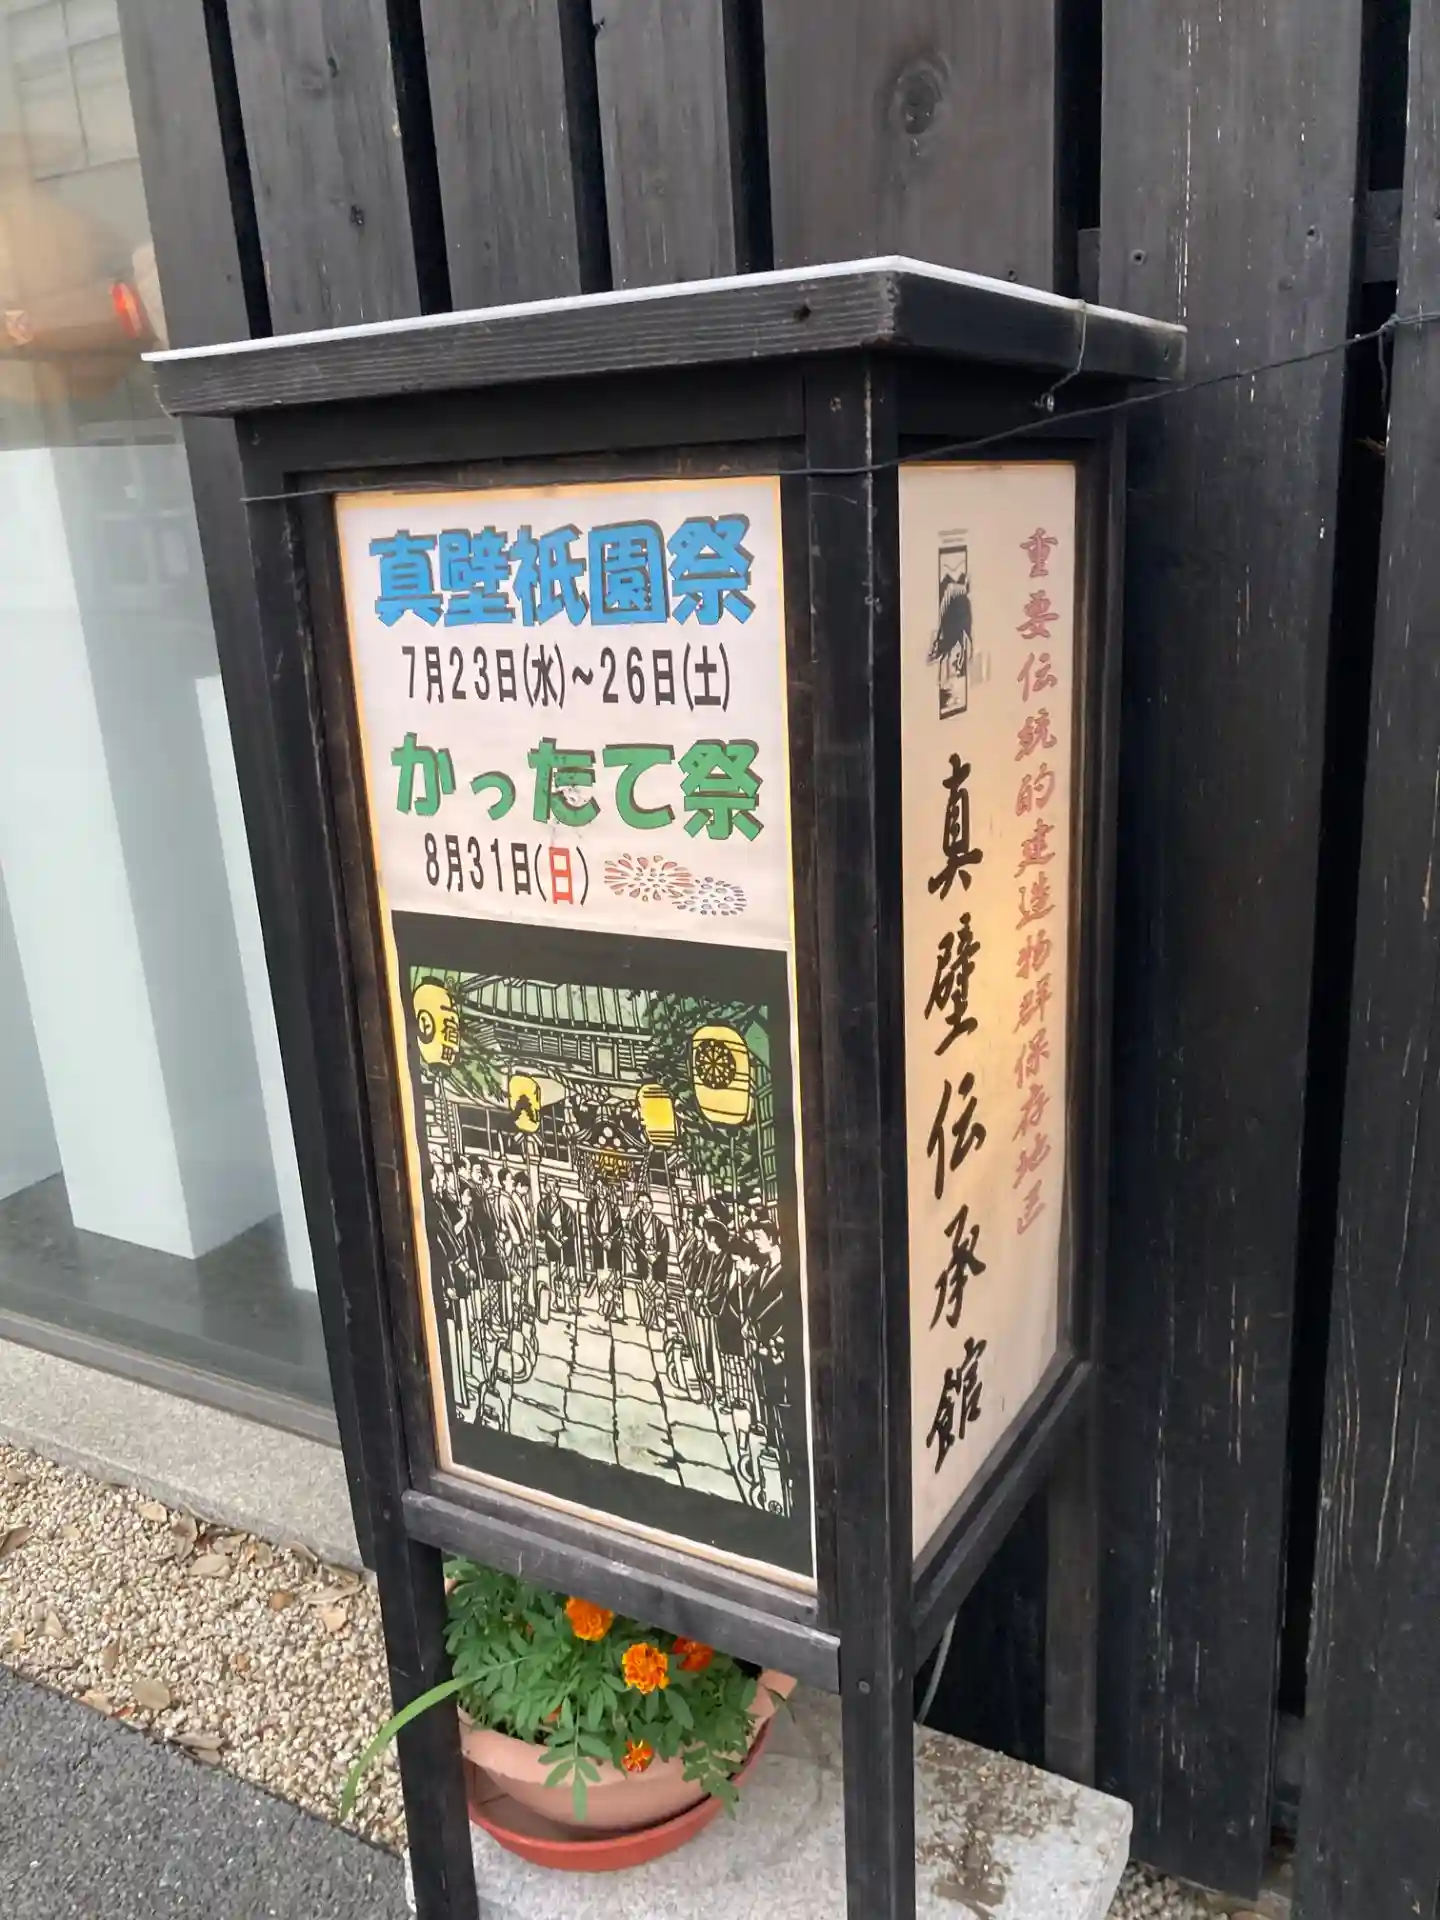 真壁祇園祭
7月23日(水)~26日(土)
かったて祭
8月31日(日)
重要伝統的建造物群保存地区
真壁伝承館